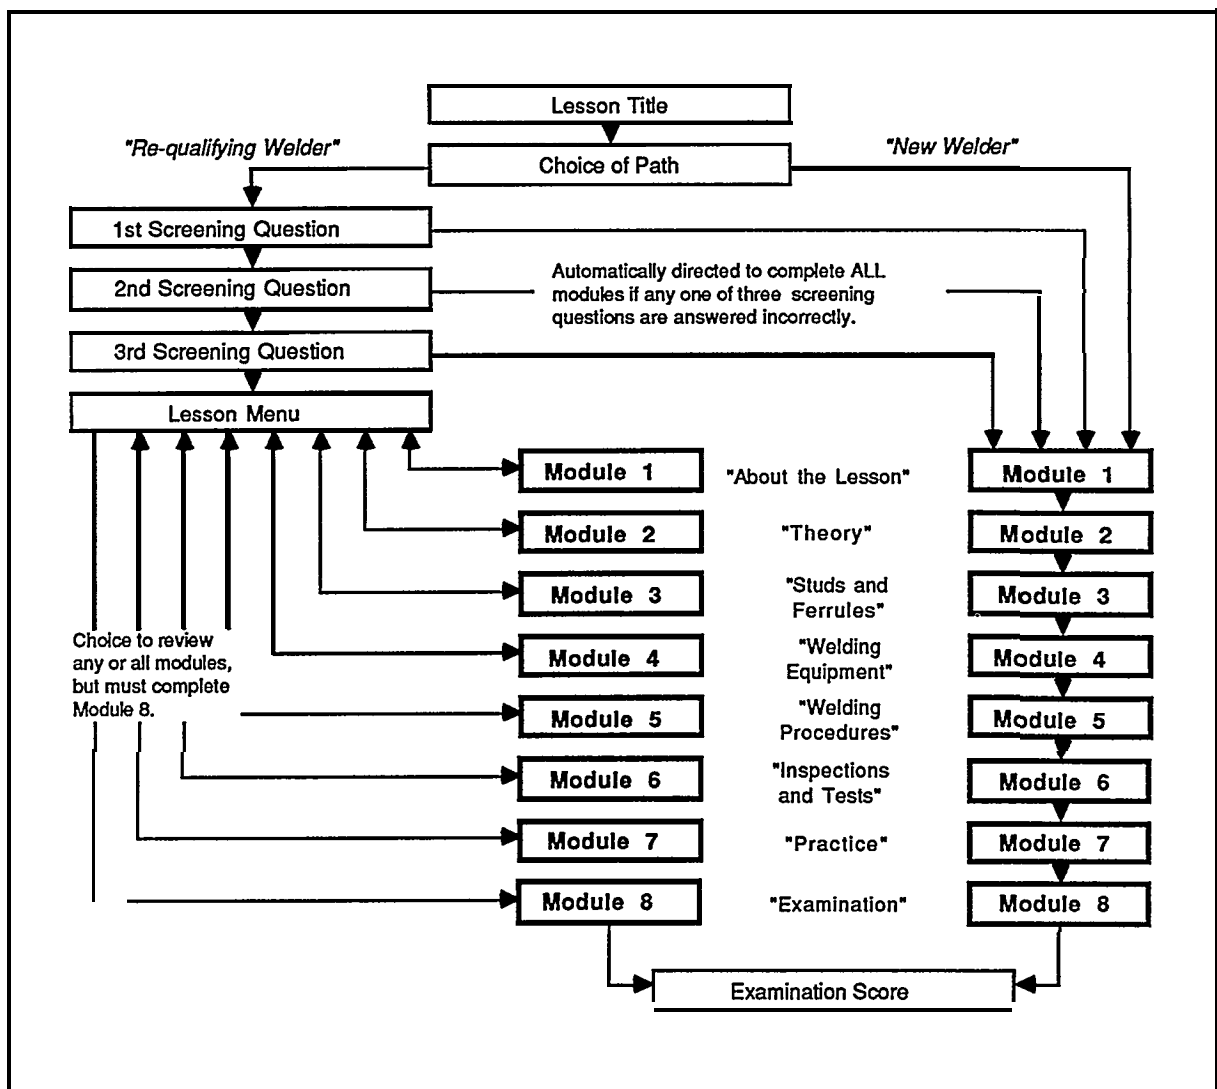 Lesson Title
"Re-qualifying Welder"
"New Welder"
Choice of Path
1st Screening Question
2nd Screening Question
Automatically directed to complete ALL
modules if any one of three screening
questions are answered incorrectly.
3rd Screening Question
Lesson Menu
Module 1
"About the Lesson"
Module 1
Module 2
"Theory"
Module 2
Module 3
"Studs and
Ferrules"
Module 3
Choice to review
any or all modules,
but must complete
Module 8.
Module 4
"Welding
Equipment"
Module 4
Module 5
"Welding
Procedures"
Module 5
Module 6
"Inspections
and Tests"
Module 6
Module 7
"Practice"
Module 7
Module 8
"Examination"
Module 8
Examination Score